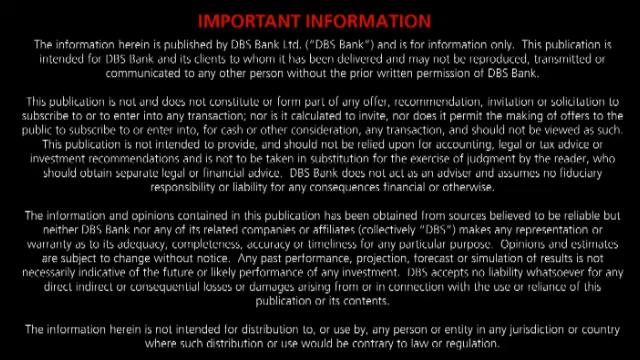 IMPORTANT INFORMATION
The information herein is published by DBS Bank Ltd. (“DBS Bank”) and is for information only. This publication is
intended for DBS Bank and its clients to whom it has been delivered and may not be reproduced, transmitted or
communicated to any other person without the prior written permission of DBS Bank.
This publication is not and does not constitute or form part of any offer, recommendation, invitation or solicitation to
subscribe to or to enter into any transaction; nor is it calculated to invite, nor does it permit the making of offers to the
public to subscribe to or enter into, for cash or other consideration, any transaction, and should not be viewed as such.
This publication is not intended to provide, and should not be relied upon for accounting, legal or tax advice or
investment recommendations and is not to be taken in substitution for the exercise of judgment by the reader, who
should obtain separate legal or financial advice. DBS Bank does not act as an adviser and assumes no fiduciary
responsibility or liability for any consequences financial or otherwise.
The information and opinions contained in this publication has been obtained from sources believed to be reliable but
neither DBS Bank nor any of its related companies or affiliates (collectively “DBS”) makes any representation or
warranty as to its adequacy, completeness, accuracy or timeliness for any particular purpose. Opinions and estimates
are subject to change without notice. Any past performance, projection, forecast or simulation of results is not
necessarily indicative of the future or likely performance of any investment. DBS accepts no liability whatsoever for any
direct indirect or consequential losses or damages arising from or in connection with the use or reliance of this
publication or its contents.
The information herein is not intended for distribution to, or use by, any person or entity in any jurisdiction or country
where such distribution or use would be contrary to law or regulation.